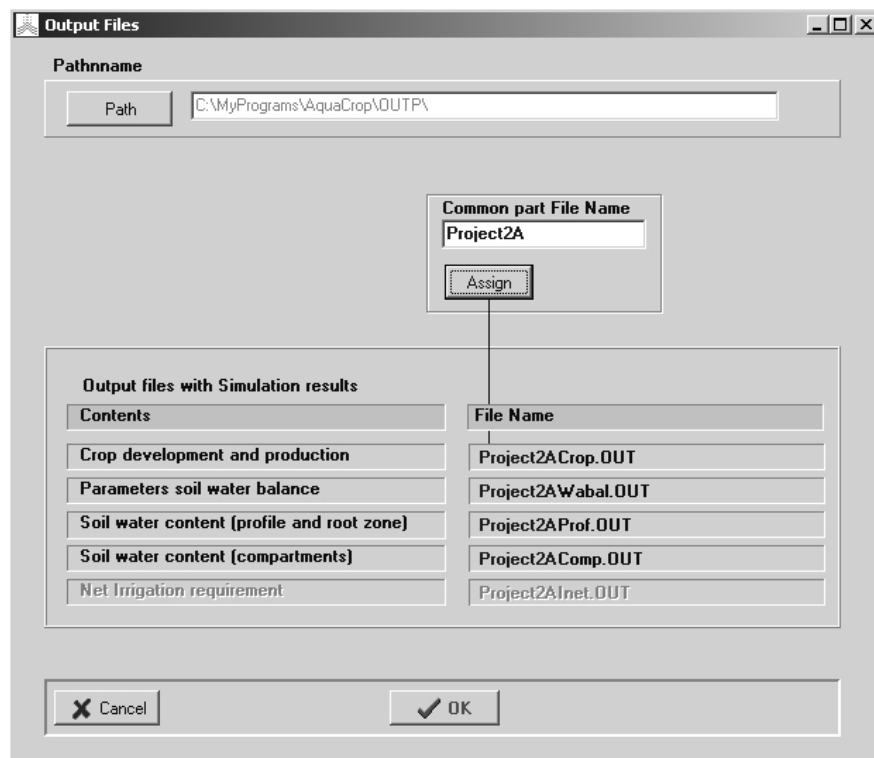 Output Files
Pathnname
Path C:\MyPrograms\AquaCrop\OUTP\
Common part File Name
Project2A
Assign
Output files with Simulation results
Contents File Name
Crop development and production Project2ACrop.OUT
Parameters soil water balance Project2AWabal.OUT
Soil water content (profile and root zone) Project2AProf.OUT
Soil water content (compartments) Project2AComp.OUT
Net Irrigation requirement Project2AInet.OUT
Cancel OK